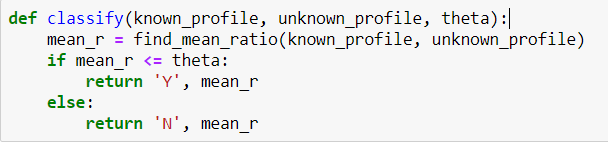 def classify(known_profile, unknown_profile, theta):
    mean_r = find_mean_ratio(known_profile, unknown_profile)
    if mean_r <= theta:
        return 'Y', mean_r
    else:
        return 'N', mean_r